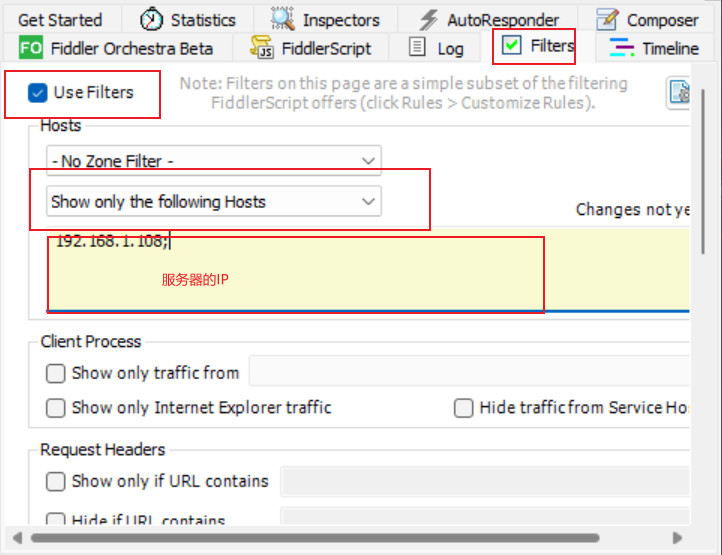 Get Started
Statistics
Inspectors
AutoResponder
Composer
FO Fiddler Orchestra Beta
JS FiddlerScript
Log
Filters
Timeline
Use Filters
Note: Filters on this page are a simple subset of the filtering
FiddlerScript offers (click Rules > Customize Rules).
Hosts
- No Zone Filter -
Show only the following Hosts
Changes not ye
192.168.1.108;
服务器的IP
Client Process
Show only traffic from
Show only Internet Explorer traffic
Hide traffic from Service Ho
Request Headers
Show only if URL contains
Hide if URL contains